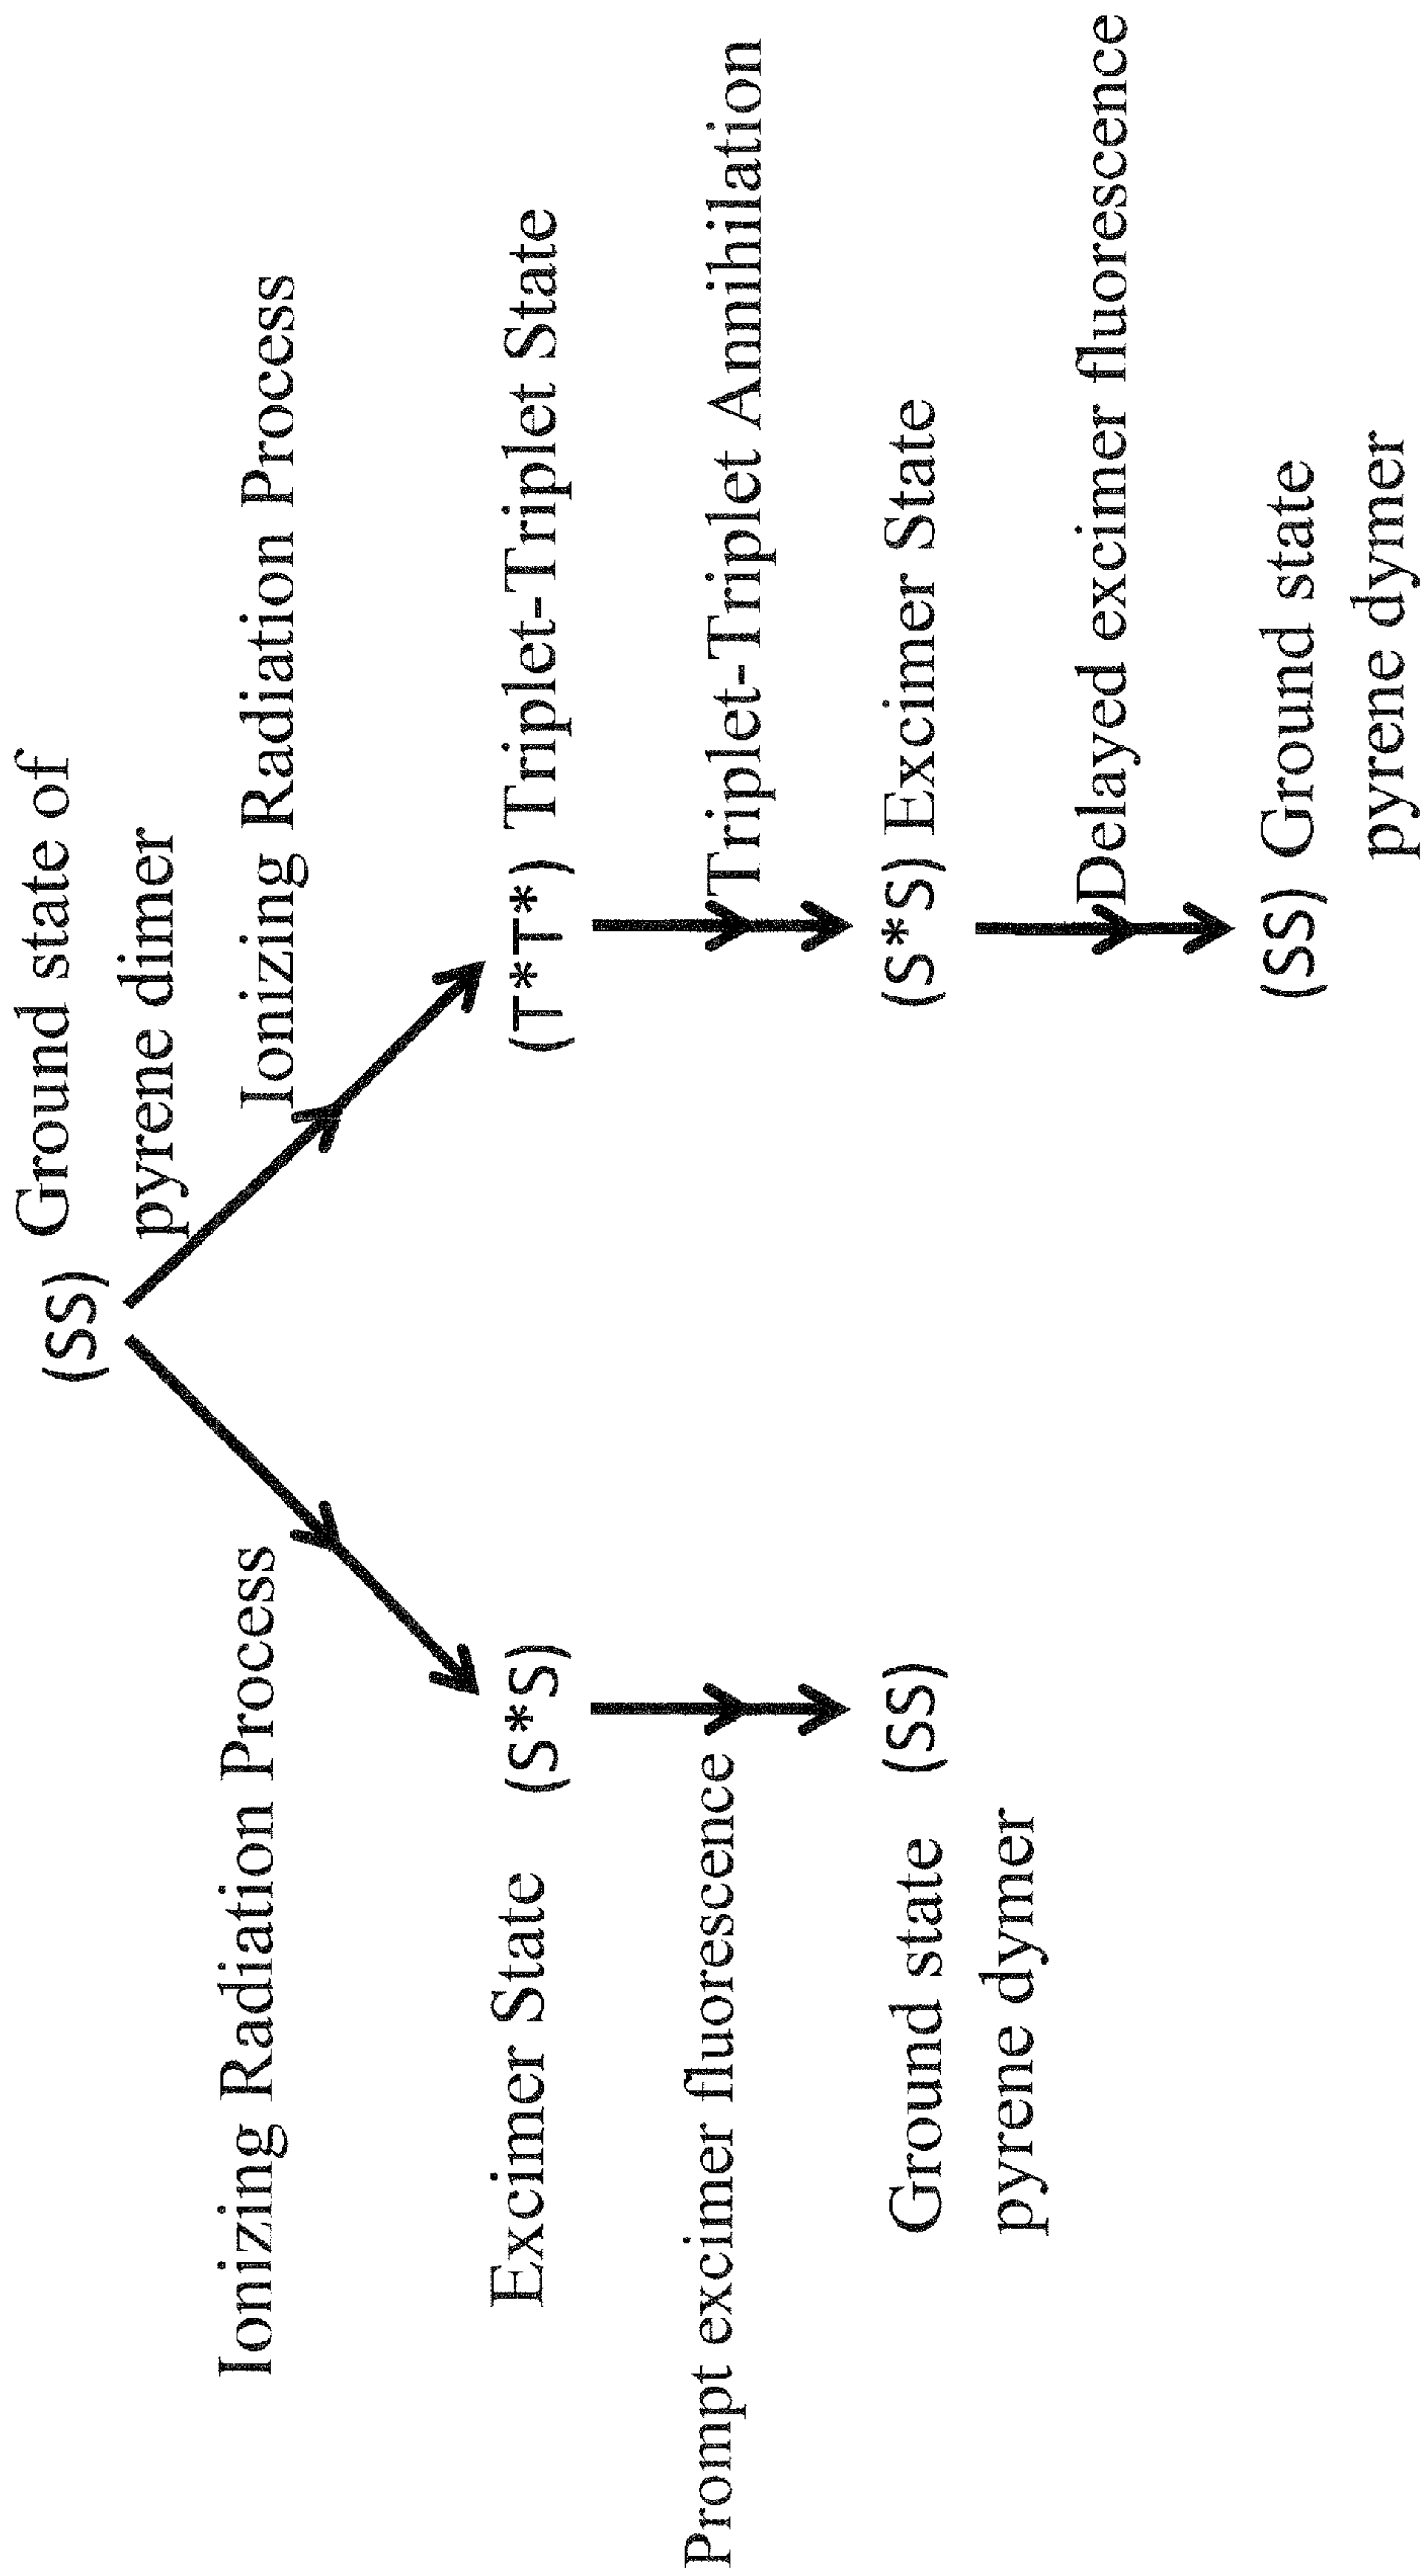 (SS) Ground state of
pyrene dimer
Ionizing Radiation Process
Ionizing Radiation Process
Excimer State (S*S)
(T*T*) Triplet-Triplet State
Prompt excimer fluorescence
Triplet-Triplet Annihilation
Ground state (SS)
pyrene dymer
(S*S) Excimer State
Delayed excimer fluorescence
(SS) Ground state
pyrene dymer